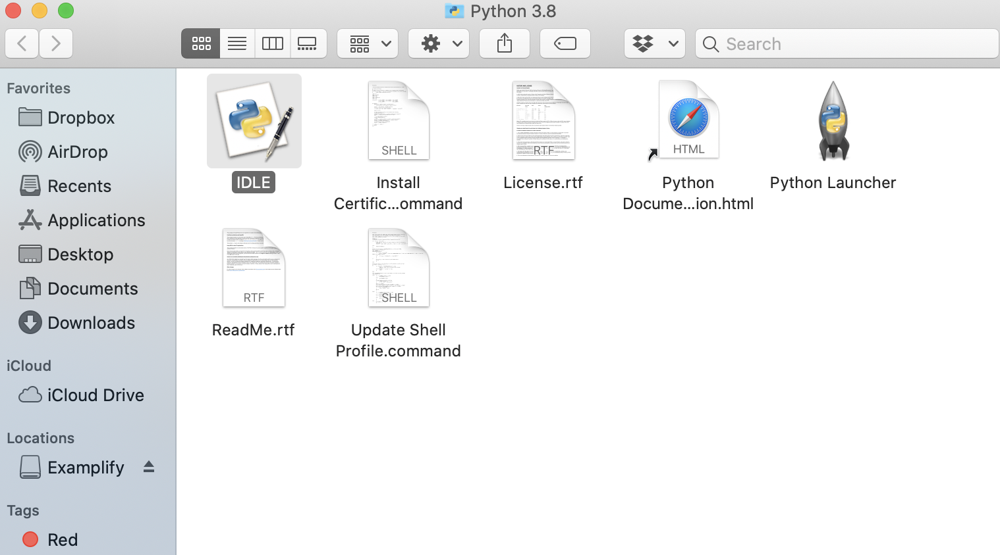 Python 3.8
Search
Favorites
Dropbox
AirDrop
Recents
Applications
Desktop
Documents
Downloads
iCloud
iCloud Drive
Locations
Examplify
Tags
Red
SHELL
RTF
HTML
IDLE
Install
Certific...ommand
License.rtf
Python
Docume...ion.html
Python Launcher
RTF
SHELL
ReadMe.rtf
Update Shell
Profile.command